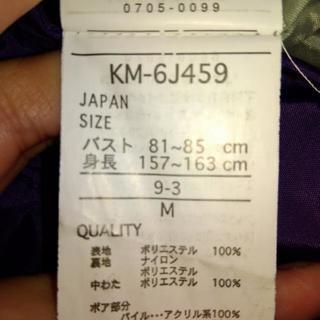 0705-0099
KM-6J459
JAPAN
SIZE
バスト 81~85 cm
身長 157~163 cm
9-3
M
QUALITY
表地 ポリエステル 100%
裏地 ナイロン
ポリエステル
中わた ポリエステル 100%
ボア部分
パイル・・・アクリル系100%